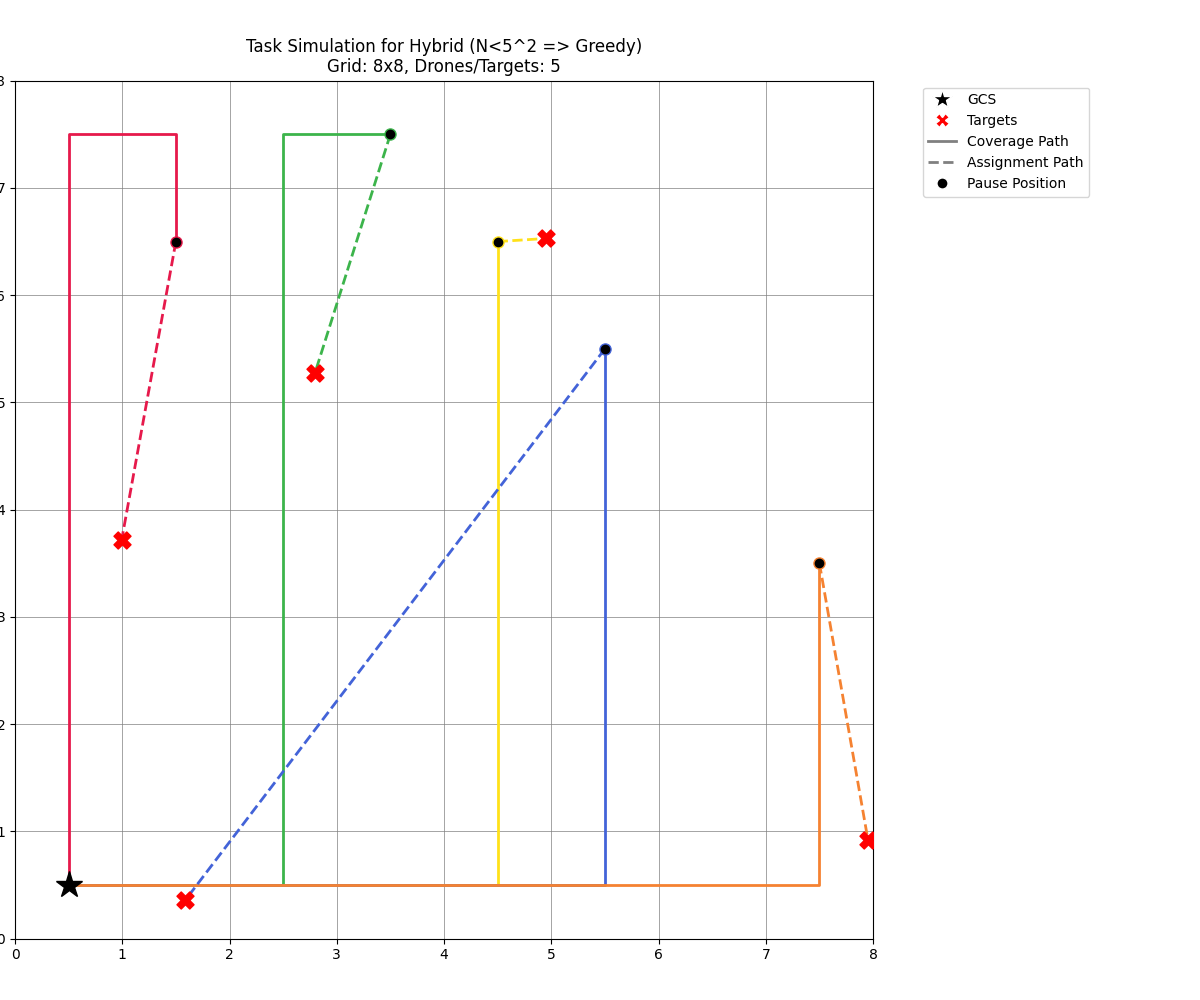 Task Simulation for Hybrid (N<5^2 => Greedy)
Grid: 8x8, Drones/Targets: 5
GCS
Targets
Coverage Path
Assignment Path
Pause Position
8
7
6
5
4
3
2
1
0
0 1 2 3 4 5 6 7 8